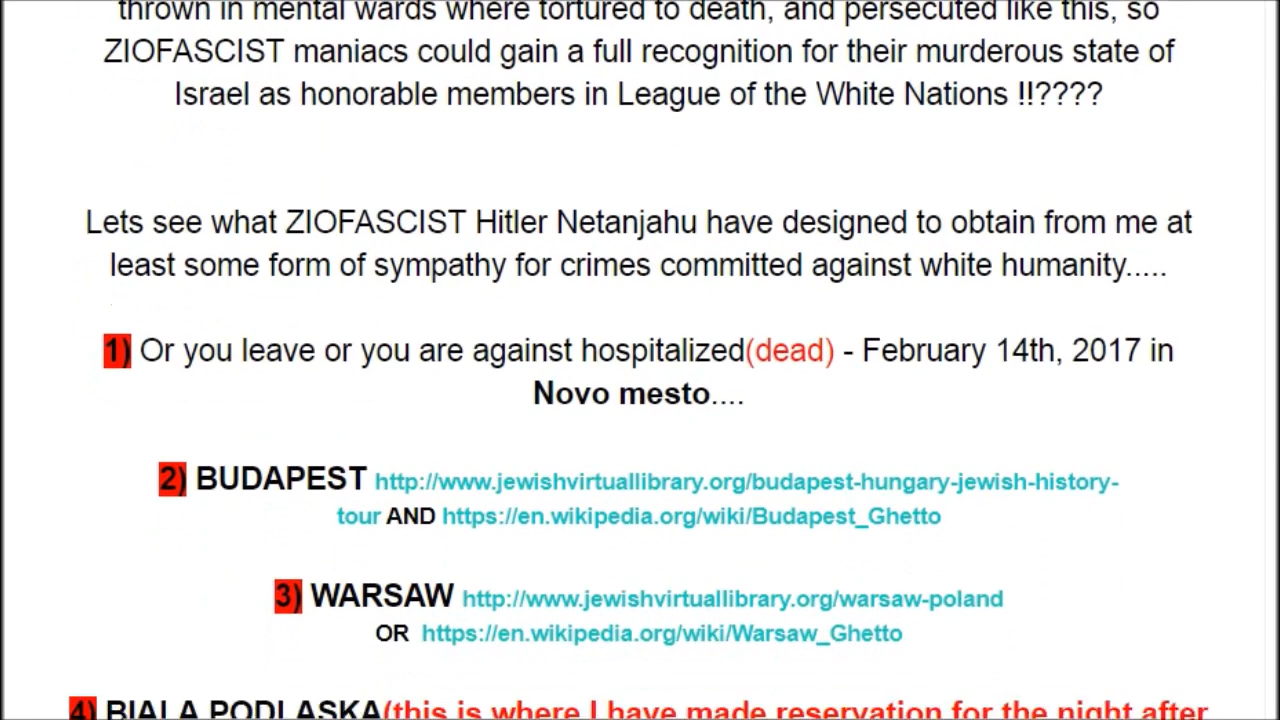 thrown in mental wards where tortured to death, and persecuted like this, so
ZIOFASCIST maniacs could gain a full recognition for their murderous state of
Israel as honorable members in League of the White Nations !!????
Lets see what ZIOFASCIST Hitler Netanjahu have designed to obtain from me at
least some form of sympathy for crimes committed against white humanity.....
1) Or you leave or you are against hospitalized(dead) - February 14th, 2017 in
Novo mesto....
2) BUDAPEST http://www.jewishvirtuallibrary.org/budapest-hungary-jewish-history-
tour AND https://en.wikipedia.org/wiki/Budapest_Ghetto
3) WARSAW http://www.jewishvirtuallibrary.org/warsaw-poland
OR https://en.wikipedia.org/wiki/Warsaw_Ghetto
4) BIALA PODLASKA(this is where I have made reservation for the night after